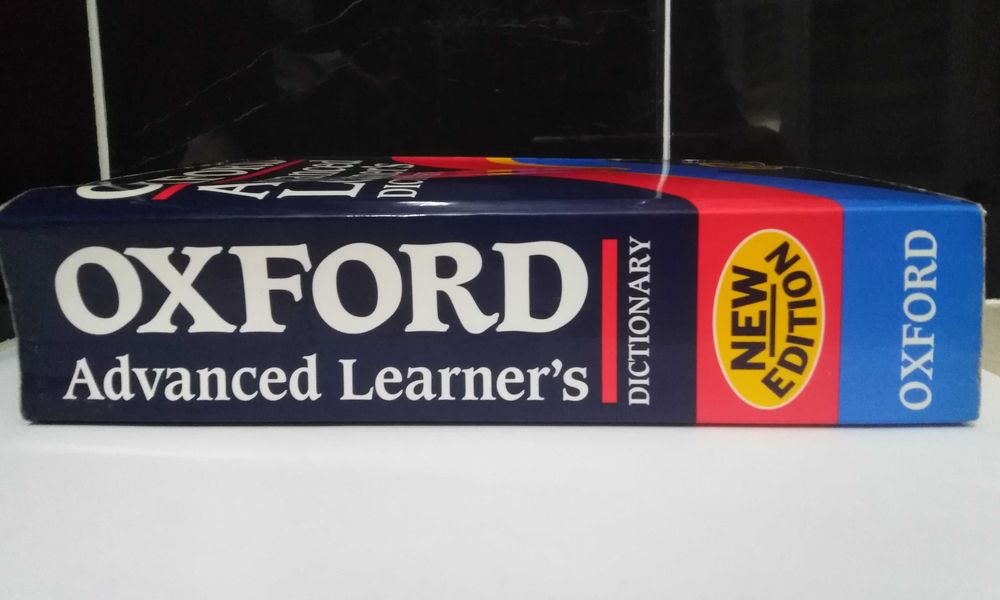 OXFORD
Advanced Learner's
DICTIONARY
NEW
EDITION
OXFORD